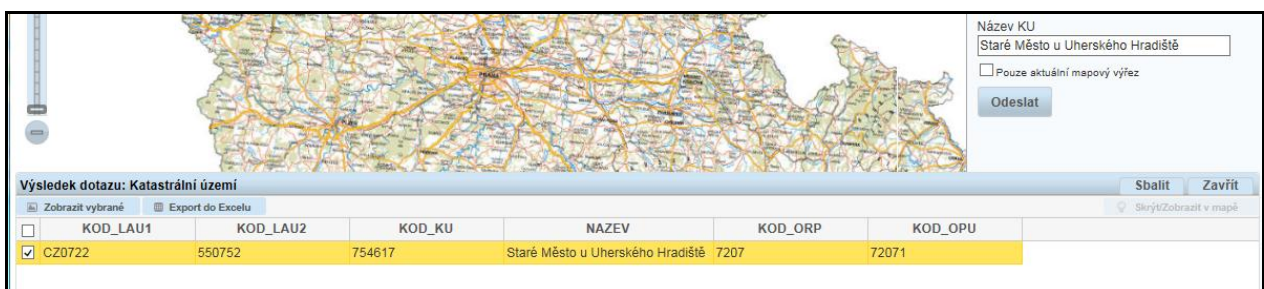 Název KU
Staré Město u Uherského Hradiště
Pouze aktuální mapový výřez
Odeslat
PRAHA
Výsledek dotazu: Katastrální území
Sbalit Zavřít
Zobrazit vybrané Export do Excelu Skrýt/Zobrazit v mapě
KOD_LAU1 KOD_LAU2 KOD_KU NAZEV KOD_ORP KOD_OPU
CZ0722 550752 754617 Staré Město u Uherského Hradiště 7207 72071